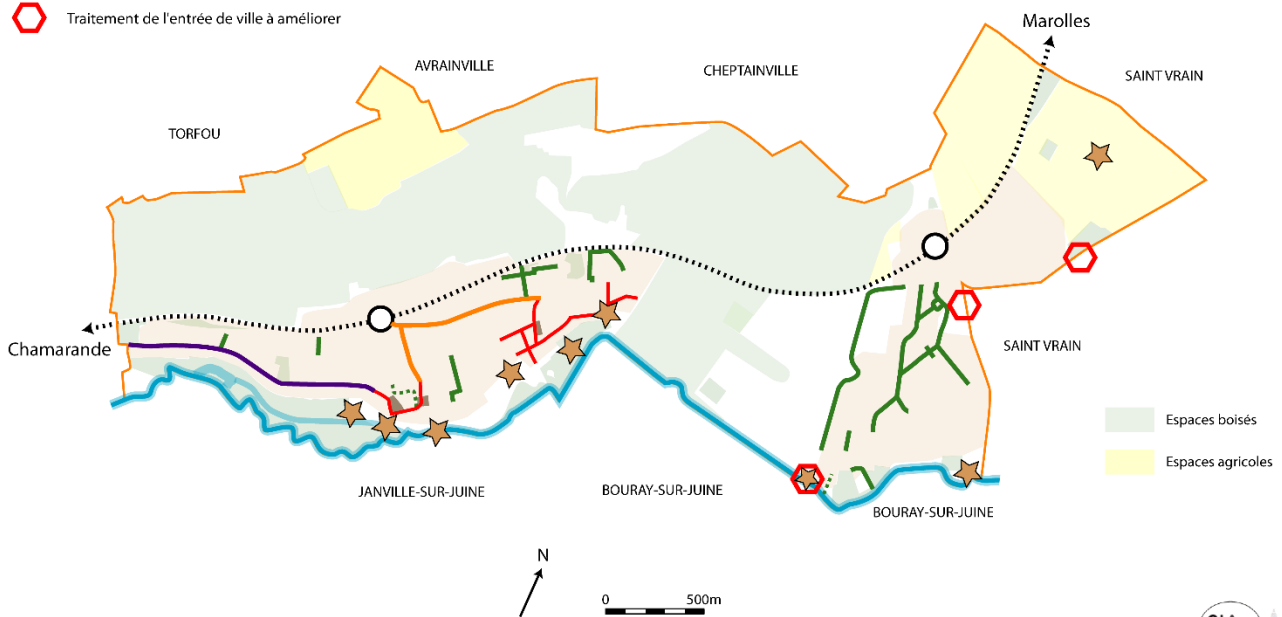 Traitement de l'entrée de ville à améliorer
Marolles
AVRAINVILLE
CHEPTAINVILLE
SAINT VRAIN
TORFOU
Chamarande
SAINT VRAIN
Espaces boisés
Espaces agricoles
JANVILLE-SUR-JUINE
BOURAY-SUR-JUINE
BOURAY-SUR-JUINE
N
0 500m